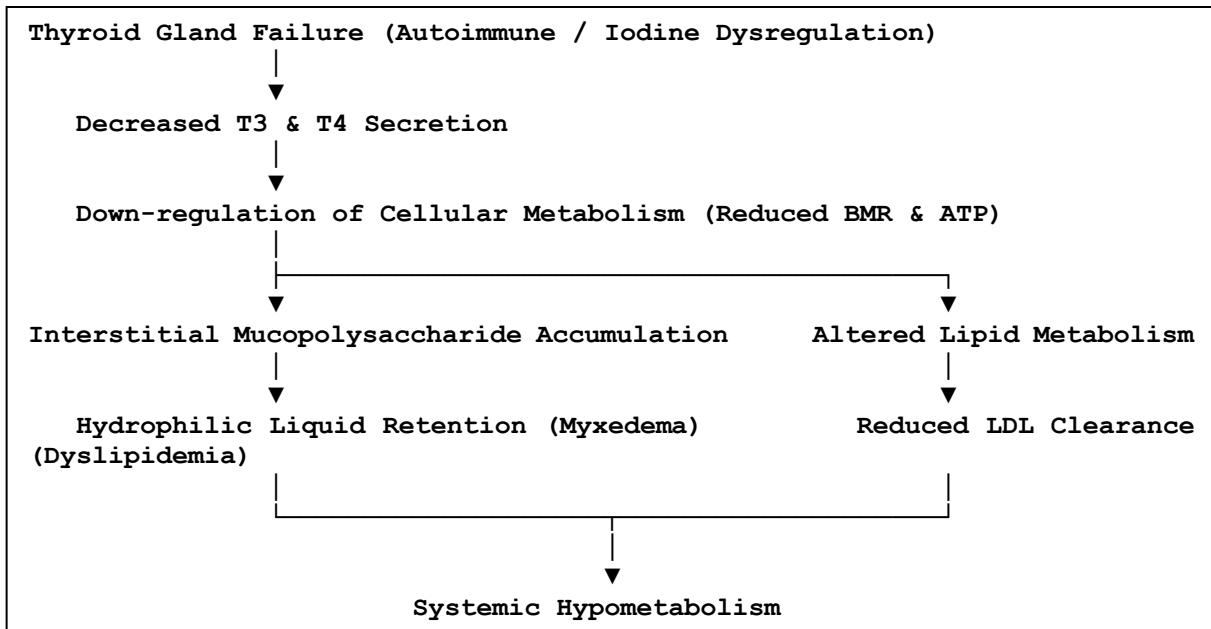 Thyroid Gland Failure (Autoimmune / Iodine Dysregulation)
Decreased T3 & T4 Secretion
Down-regulation of Cellular Metabolism (Reduced BMR & ATP)
Interstitial Mucopolysaccharide Accumulation Altered Lipid Metabolism
Hydrophilic Liquid Retention (Myxedema) Reduced LDL Clearance
(Dyslipidemia)
Systemic Hypometabolism